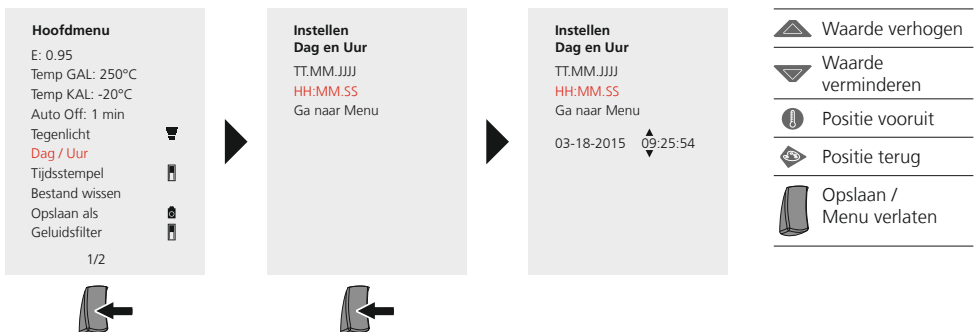 Hoofdmenu
E: 0.95
Temp GAL: 250°C
Temp KAL: -20°C
Auto Off: 1 min
Tegenlicht
Dag / Uur
Tijdsstempel
Bestand wissen
Opslaan als
Geluidsfilter
1/2
Instellen
Dag en Uur
TT.MM.JJJJ
HH:MM.SS
Ga naar Menu
Instellen
Dag en Uur
TT.MM.JJJJ
HH:MM.SS
Ga naar Menu
03-18-2015 09:25:54
Waarde verhogen
Waarde
verminderen
Positie vooruit
Positie terug
Opslaan /
Menu verlaten